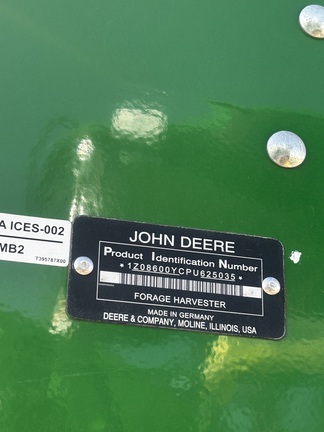 A ICES-002
MB2
T395787X00
JOHN DEERE
Product Identification Number
*1Z08600YCPU625035*
FORAGE HARVESTER
MADE IN GERMANY
DEERE & COMPANY, MOLINE, ILLINOIS, USA